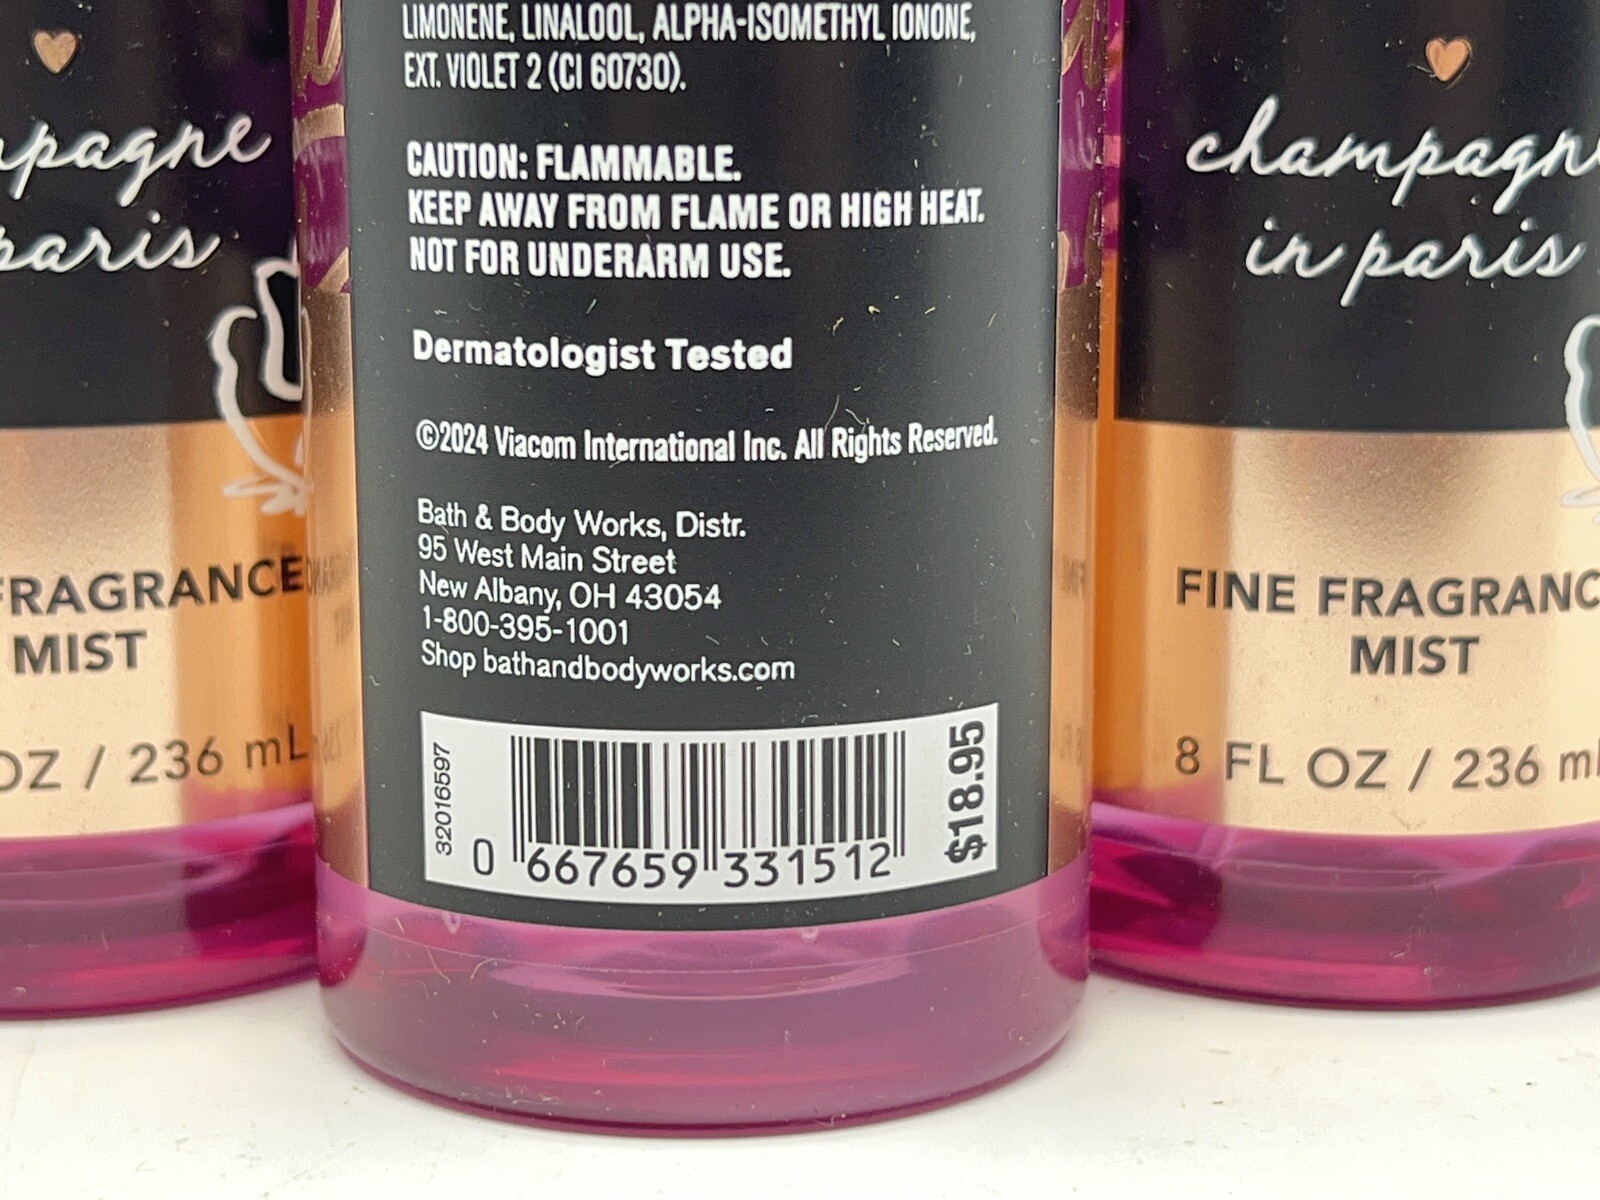 LIMONENE, LINALOOL, ALPHA-ISOMETHYL IONONE,
EXT. VIOLET 2 (CI 60730).
CAUTION: FLAMMABLE.
KEEP AWAY FROM FLAME OR HIGH HEAT.
NOT FOR UNDERARM USE.
Dermatologist Tested
©2024 Viacom International Inc. All Rights Reserved.
Bath & Body Works, Distr.
95 West Main Street
New Albany, OH 43054
1-800-395-1001
Shop bathandbodyworks.com
32016597
0 667659 331512
$18.95
mpagne
paris
FRAGRANCE
MIST
OZ / 236 mL
champagne
in paris
FINE FRAGRANC
MIST
8 FL OZ / 236 mL